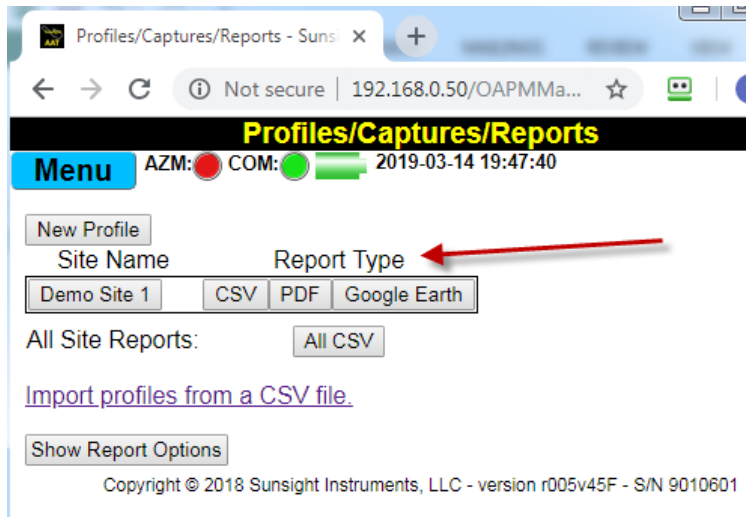 Profiles/Captures/Reports - Suns
Not secure | 192.168.0.50/OAPMMa...
Profiles/Captures/Reports
Menu AZM: COM: 2019-03-14 19:47:40
New Profile
Site Name Report Type
Demo Site 1 CSV PDF Google Earth
All Site Reports: All CSV
Import profiles from a CSV file.
Show Report Options
Copyright © 2018 Sunsight Instruments, LLC - version r005v45F - S/N 9010601